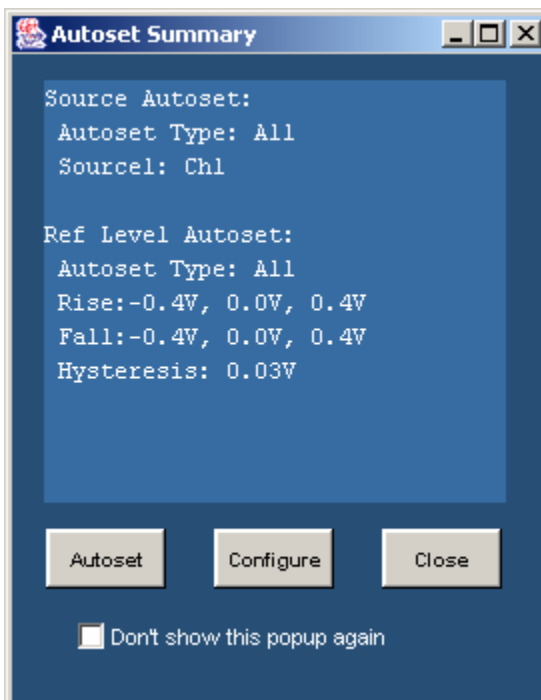 Autoset Summary
Source Autoset:
Autoset Type: All
Source1: Ch1
Ref Level Autoset:
Autoset Type: All
Rise:-0.4V, 0.0V, 0.4V
Fall:-0.4V, 0.0V, 0.4V
Hysteresis: 0.03V
Autoset Configure Close
Don't show this popup again